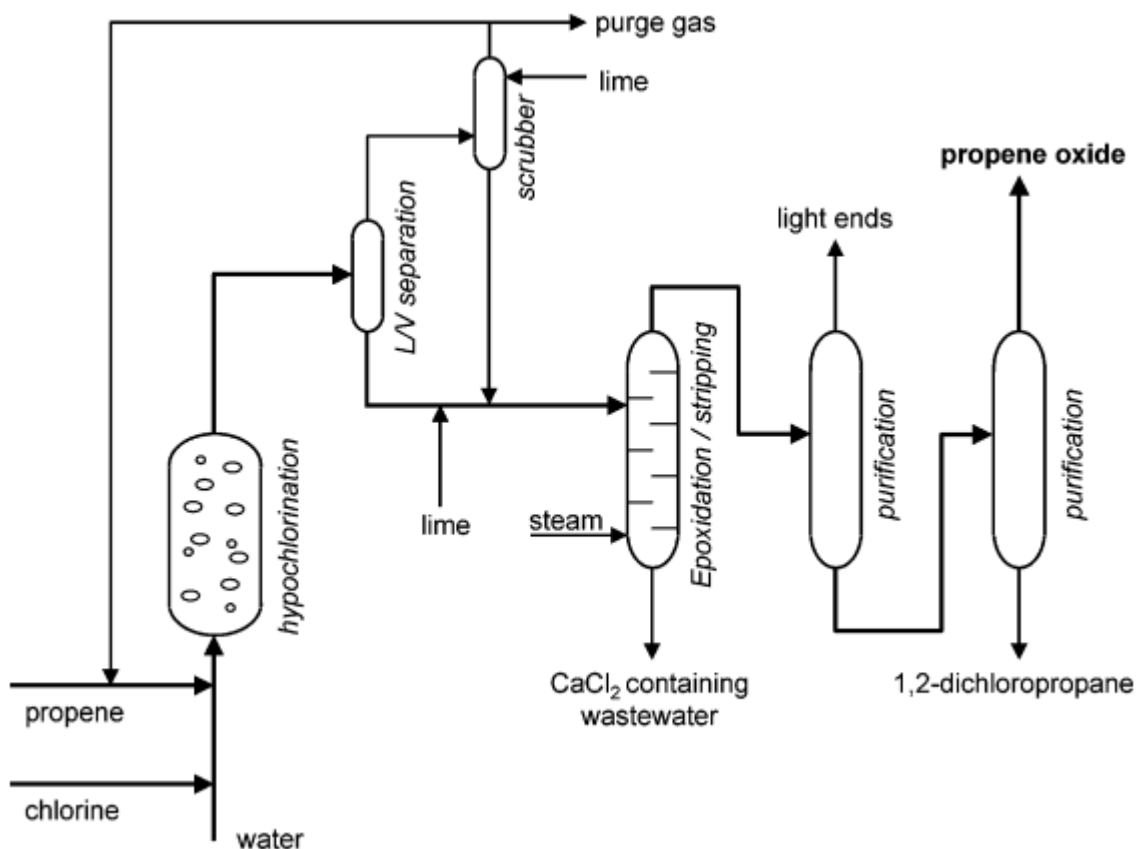 purge gas
lime
scrubber
propene oxide
light ends
L/V separation
Epoxidation / stripping
purification
purification
hypochlorination
lime
steam
CaCl₂ containing
wastewater
1,2-dichloropropane
propene
chlorine
water